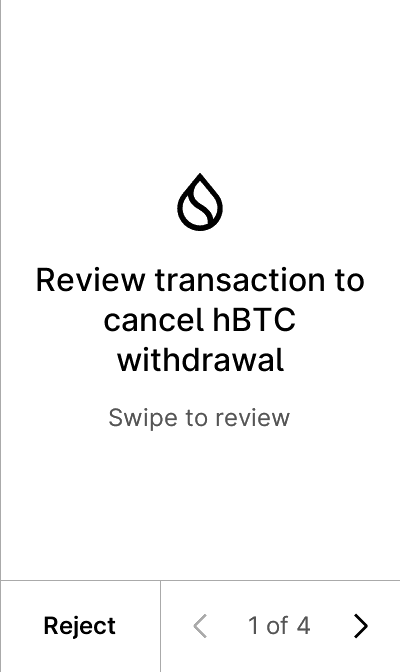 Review transaction to
cancel hBTC
withdrawal
Swipe to review
Reject
1 of 4